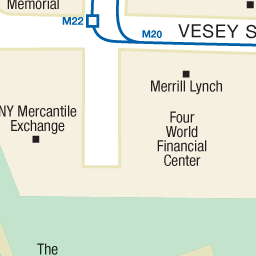 Memorial
M22
M20
VESEY S
Merrill Lynch
NY Mercantile
Exchange
Four
World
Financial
Center
The